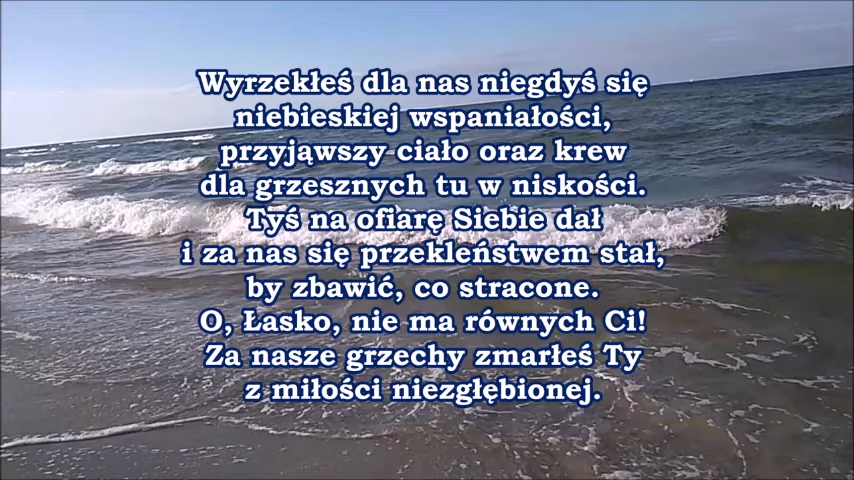 Wyrzekłeś dla nas niegdyś się
niebieskiej wspaniałości,
przyjąwszy ciało oraz krew
dla grzesznych tu w niskości.
Tyś na ofiarę Siebie dał
i za nas się przekleństwem stał,
by zbawić, co stracone.
O, Łasko, nie ma równych Ci!
Za nasze grzechy zmarłeś Ty
z miłości niezgłębionej.